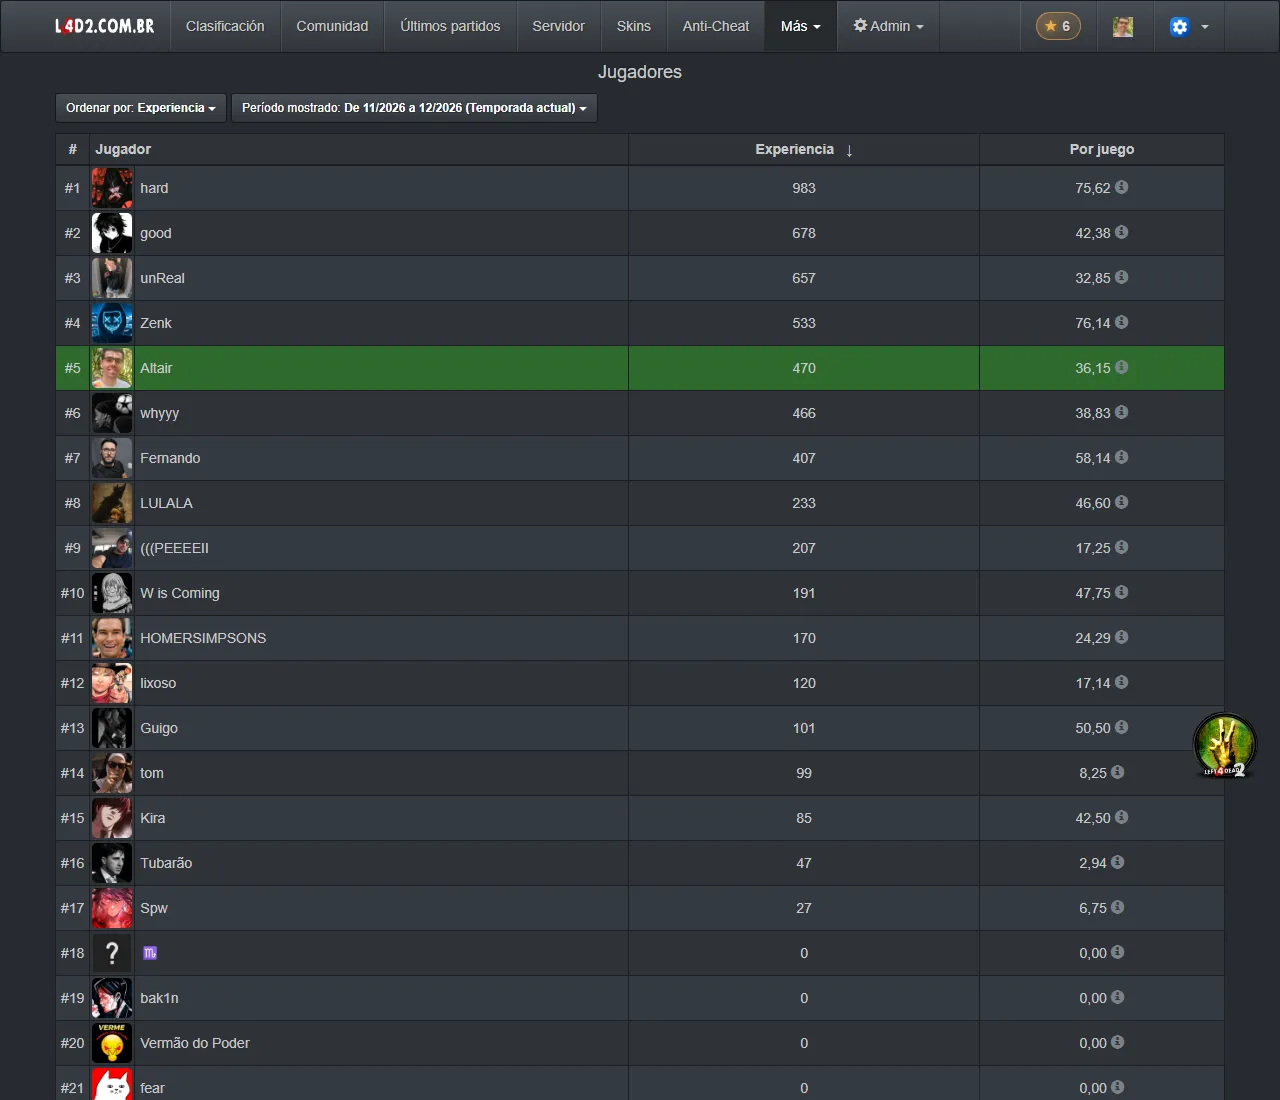 L4D2.COM.BR Clasificación Comunidad Últimos partidos Servidor Skins Anti-Cheat Más Admin ★ 6
Jugadores
Ordenar por: Experiencia Período mostrado: De 11/2026 a 12/2026 (Temporada actual)
# Jugador Experiencia ↓ Por juego
#1 hard 983 75,62
#2 good 678 42,38
#3 unReal 657 32,85
#4 Zenk 533 76,14
#5 Altair 470 36,15
#6 whyyy 466 38,83
#7 Fernando 407 58,14
#8 LULALA 233 46,60
#9 (((PEEEEII 207 17,25
#10 W is Coming 191 47,75
#11 HOMERSIMPSONS 170 24,29
#12 lixoso 120 17,14
#13 Guigo 101 50,50
LEFT 4 DEAD 2
#14 tom 99 8,25
#15 Kira 85 42,50
#16 Tubarão 47 2,94
#17 Spw 27 6,75
#18 ? ♏ 0 0,00
#19 bak1n 0 0,00
VERME
#20 Vermão do Poder 0 0,00
#21 fear 0 0,00